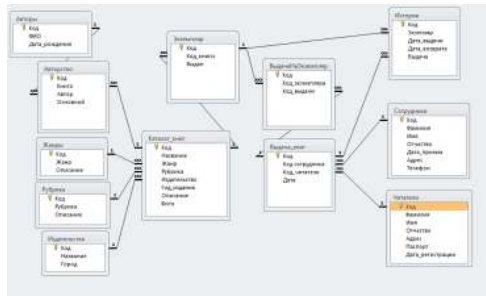 Авторы
Код
ФИО
Дата_рождения
Авторство
Код
Книга
Автор
Основной
Жанры
Код
Жанр
Описание
Рубрика
Код
Рубрика
Описание
Издательства
Код
Название
Город
Экземпляр
Код
Код_книги
Выдан
Каталог_книг
Код
Название
Жанр
Рубрика
Издательство
Год_издания
Описание
Фото
ВыдачаЭкземпляр
Код
Код_экземпляра
Код_выдачи
Выдача_книг
Код
Код_сотрудника
Код_читателя
Дата
История
Код
Экземпляр
Дата_выдачи
Дата_возврата
Выдача
Сотрудники
Код
Фамилия
Имя
Отчество
Дата_приема
Адрес
Телефон
Читатели
Код
Фамилия
Имя
Отчество
Адрес
Паспорт
Дата_регистрации